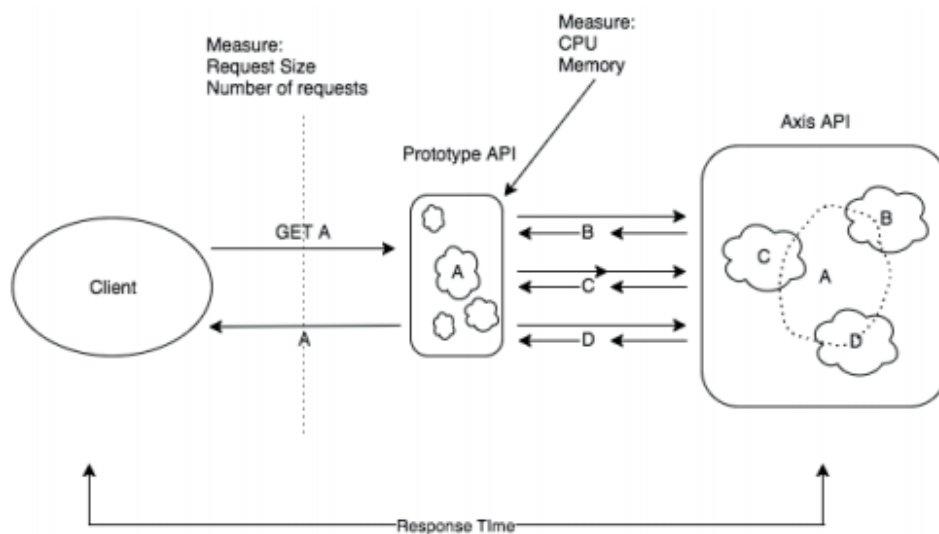 Measure:
Request Size
Number of requests
Measure:
CPU
Memory
Axis API
Prototype API
GET A
B
B
C
A
C
A
Client
A
D
D
Response TIme